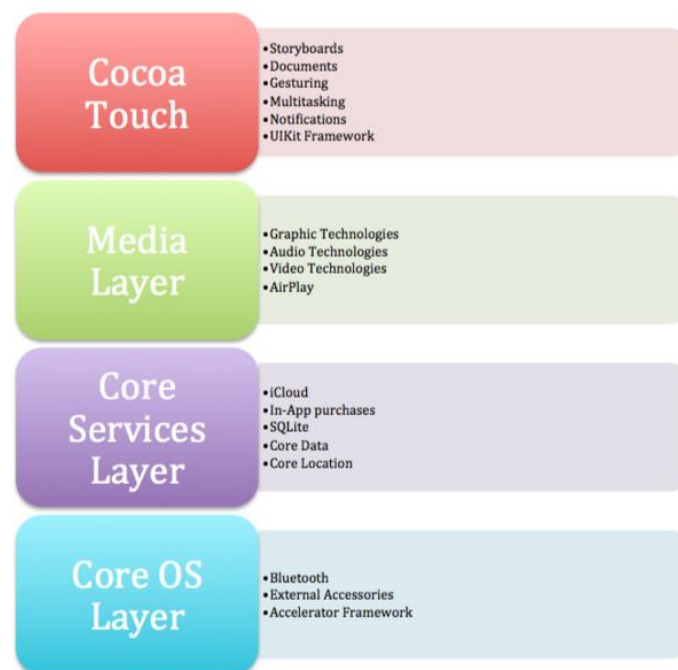 Cocoa
Touch
•Storyboards
•Documents
•Gesturing
•Multitasking
•Notifications
•UIKit Framework
Media
Layer
•Graphic Technologies
•Audio Technologies
•Video Technologies
•AirPlay
Core
Services
Layer
•iCloud
•In-App purchases
•SQLite
•Core Data
•Core Location
Core OS
Layer
•Bluetooth
•External Accessories
•Accelerator Framework